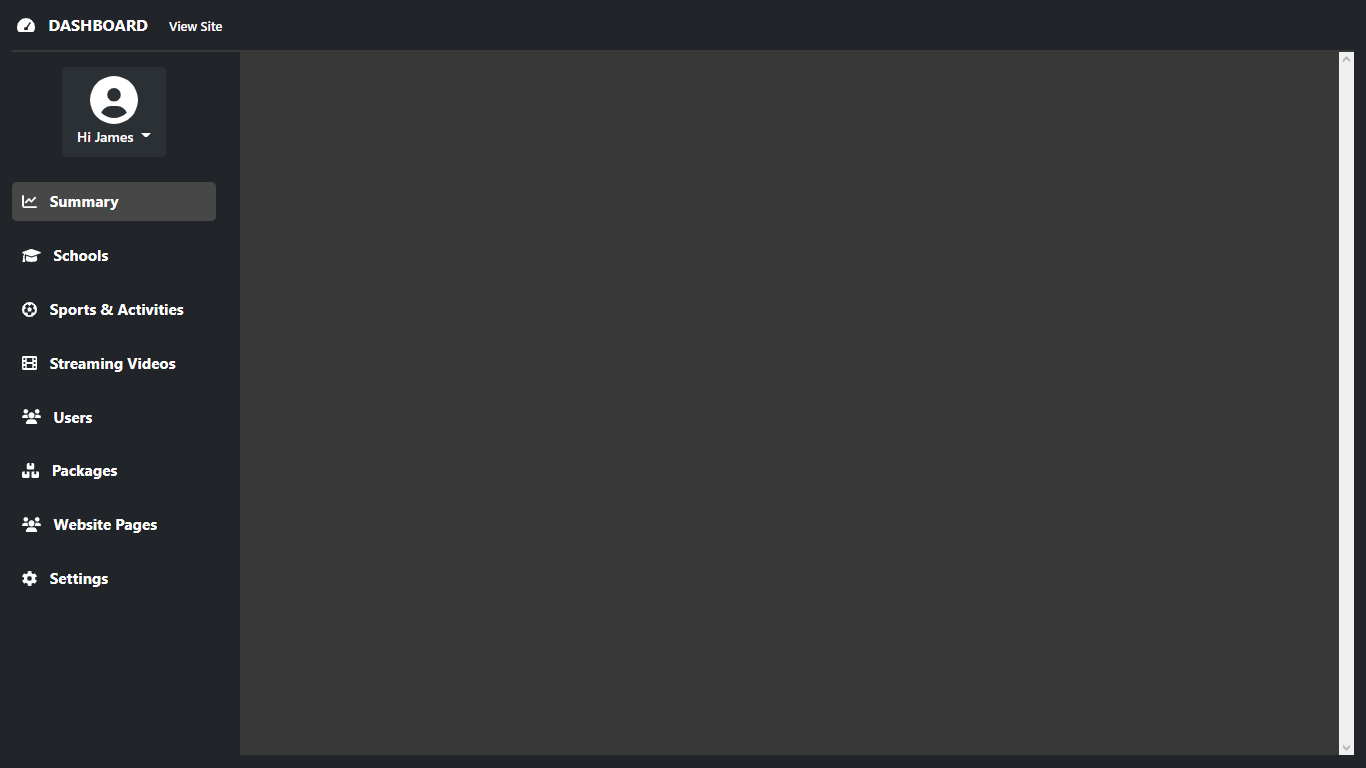 DASHBOARD View Site
Hi James
Summary
Schools
Sports & Activities
Streaming Videos
Users
Packages
Website Pages
Settings